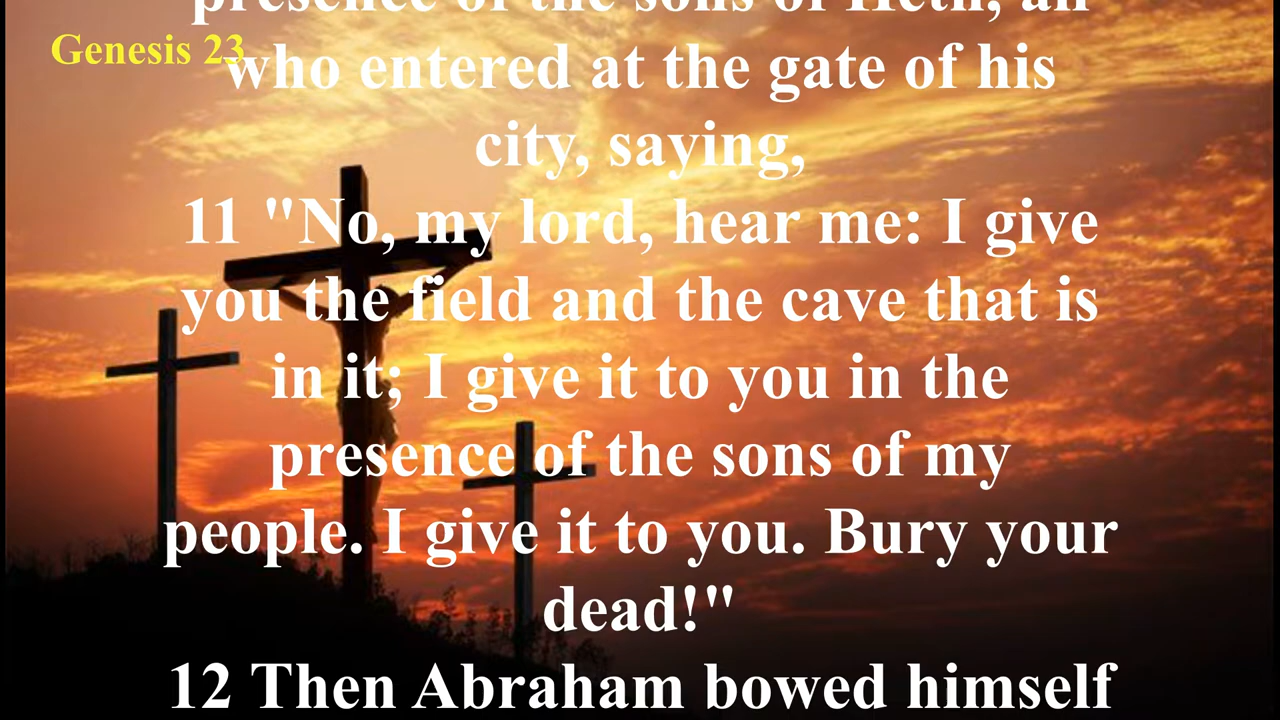 presence of the sons of Heth, all
Genesis 23
who entered at the gate of his
city, saying,
11 "No, my lord, hear me: I give
you the field and the cave that is
in it; I give it to you in the
presence of the sons of my
people. I give it to you. Bury your
dead!"
12 Then Abraham bowed himself